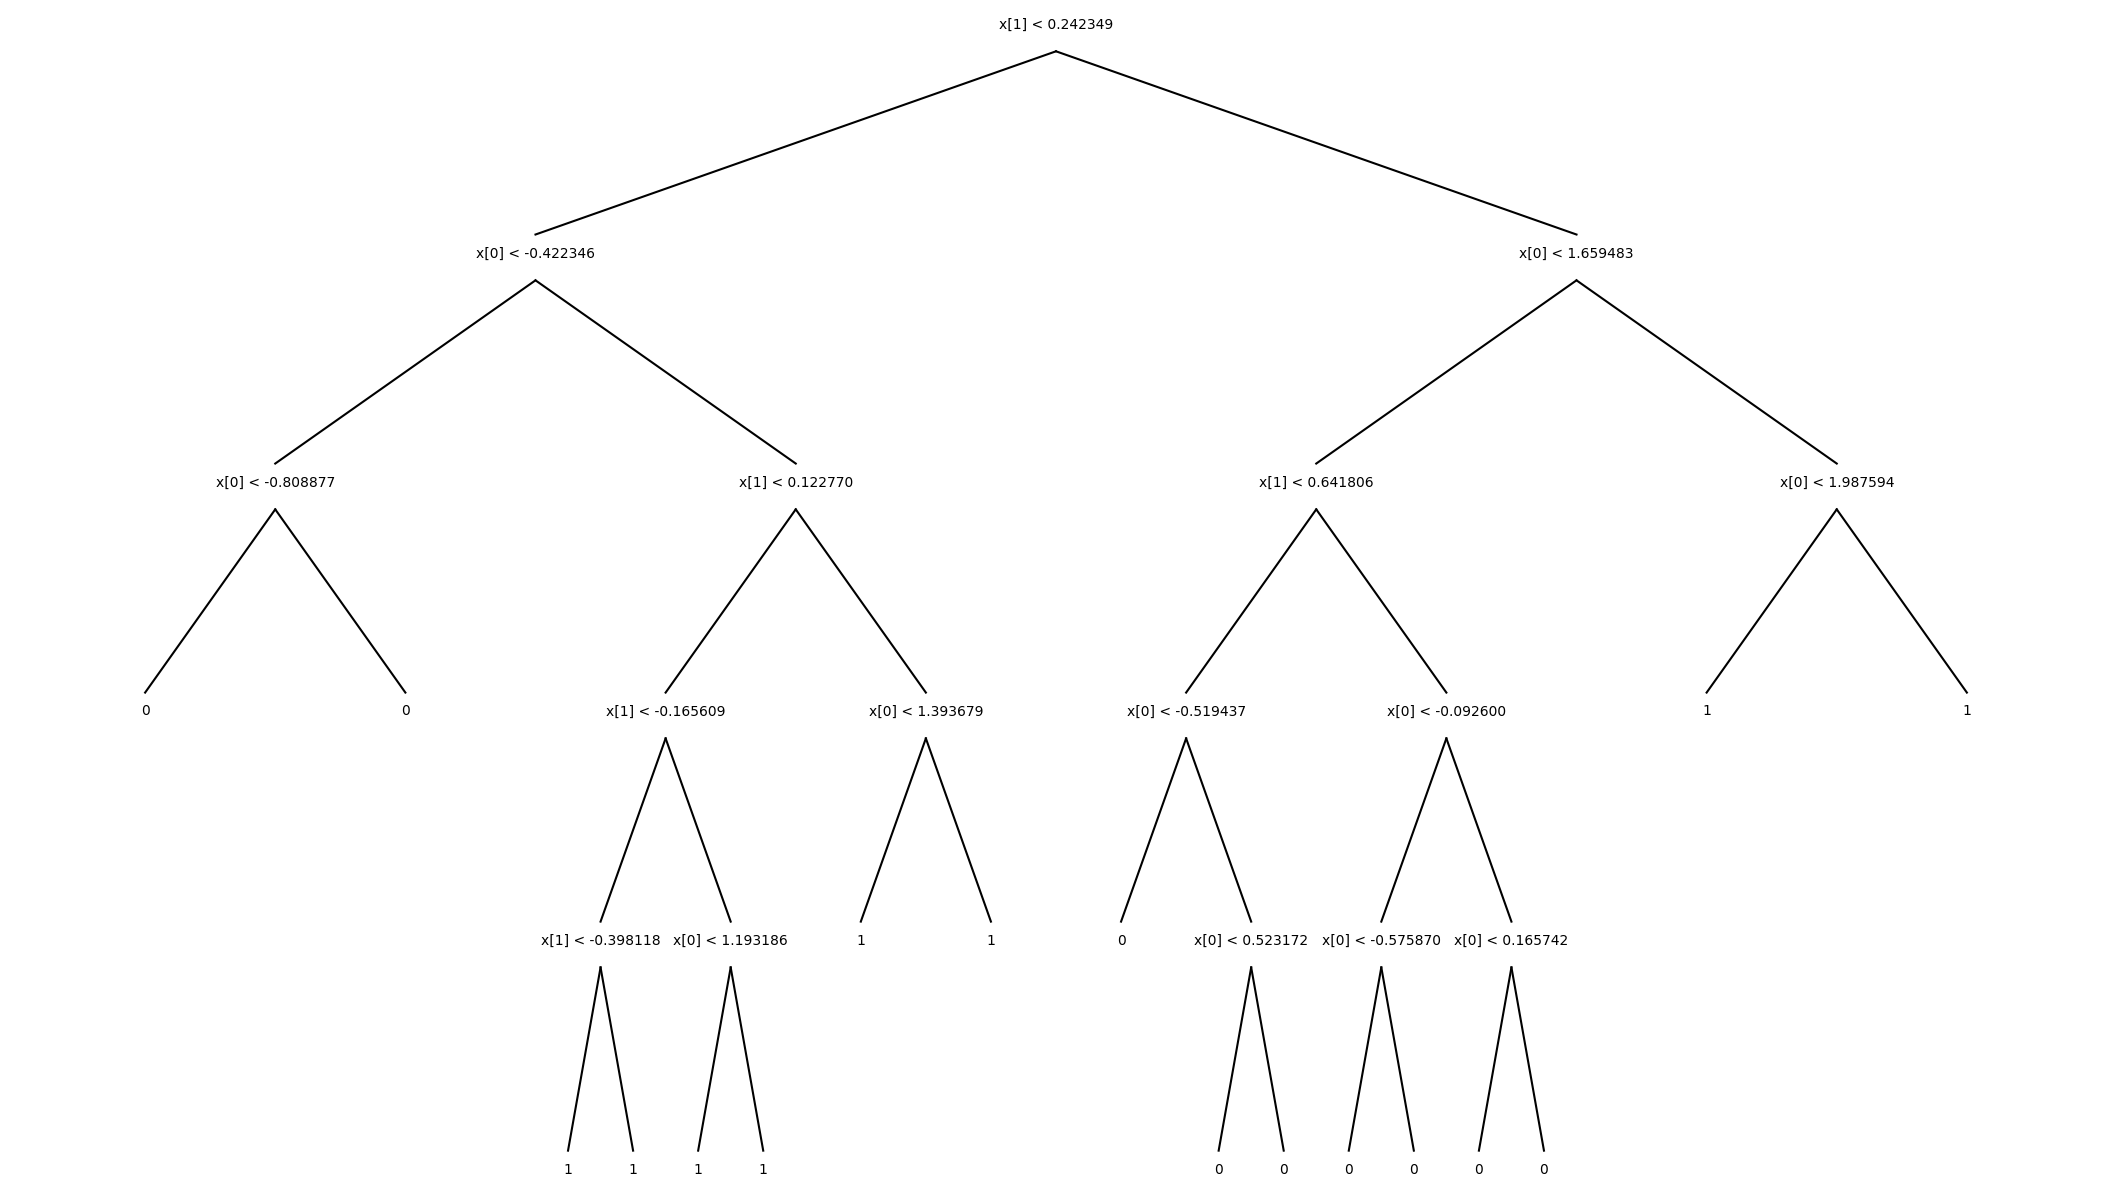 x[1] < 0.242349
x[0] < -0.422346
x[0] < 1.659483
x[0] < -0.808877
x[1] < 0.122770
x[1] < 0.641806
x[0] < 1.987594
0
0
x[1] < -0.165609
x[0] < 1.393679
x[0] < -0.519437
x[0] < -0.092600
1
1
x[1] < -0.398118
x[0] < 1.193186
1
1
0
x[0] < 0.523172
x[0] < -0.575870
x[0] < 0.165742
1
1
1
1
0
0
0
0
0
0